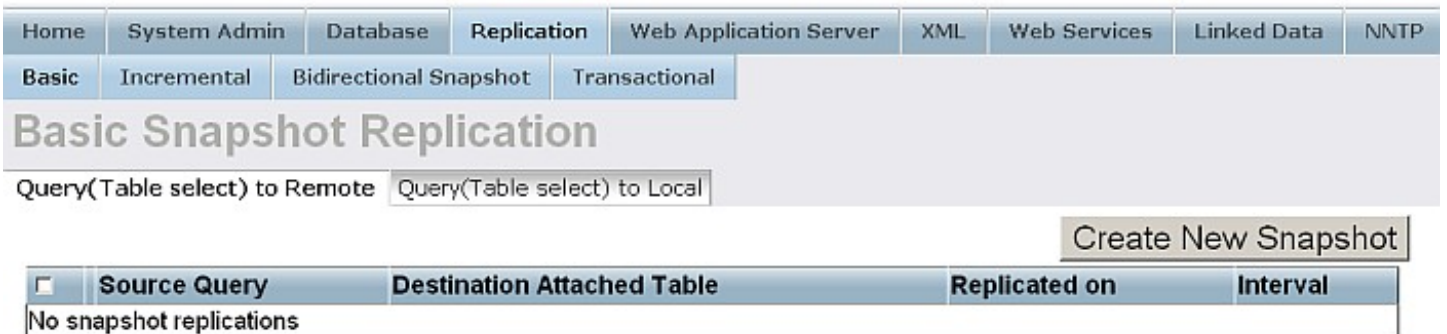 Home System Admin Database Replication Web Application Server XML Web Services Linked Data NNTP
Basic Incremental Bidirectional Snapshot Transactional
Basic Snapshot Replication
Query(Table select) to Remote Query(Table select) to Local
Create New Snapshot
Source Query Destination Attached Table Replicated on Interval
No snapshot replications